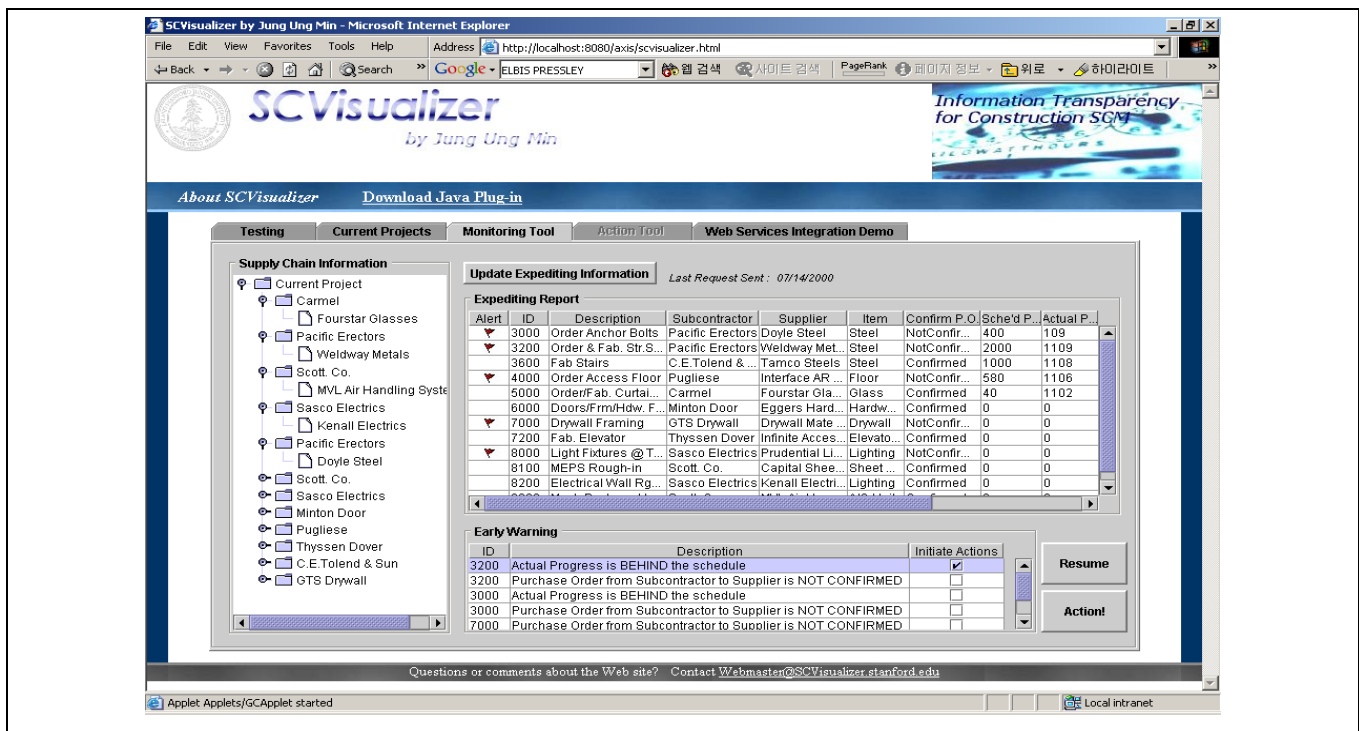 SCVisualizer by Jung Ung Min - Microsoft Internet Explorer
File Edit View Favorites Tools Help Address http://localhost:8080/axis/scvisualizer.html
Back Search » Google ELBIS PRESSLEY 웹 검색 사이트 검색 PageRank 페이지 정보 위로 하이라이트 »
SCVisualizer
by Jung Ung Min
Information Transparency
for Construction SCM
KILOWATTHOURS
About SCVisualizer Download Java Plug-in
Testing Current Projects Monitoring Tool Action Tool Web Services Integration Demo
Supply Chain Information
Current Project
Carmel
Fourstar Glasses
Pacific Erectors
Weldway Metals
Scott. Co.
MVL Air Handling Syste
Sasco Electrics
Kenall Electrics
Pacific Erectors
Doyle Steel
Scott. Co.
Sasco Electrics
Minton Door
Pugliese
Thyssen Dover
C.E.Tolend & Sun
GTS Drywall
Update Expediting Information Last Request Sent : 07/14/2000
Expediting Report
Alert ID Description Subcontractor Supplier Item Confirm P.O. Sche'd P... Actual P...
3000 Order Anchor Bolts Pacific Erectors Doyle Steel Steel NotConfir... 400 109
3200 Order & Fab. Str.S... Pacific Erectors Weldway Met... Steel NotConfir... 2000 1109
3600 Fab Stairs C.E.Tolend & ... Tamco Steels Steel Confirmed 1000 1108
4000 Order Access Floor Pugliese Interface AR ... Floor NotConfir... 580 1106
5000 Order/Fab. Curtai... Carmel Fourstar Gla... Glass Confirmed 40 1102
6000 Doors/Frm/Hdw. F... Minton Door Eggers Hard... Hardw... Confirmed 0 0
7000 Drywall Framing GTS Drywall Drywall Mate ... Drywall NotConfir... 0 0
7200 Fab. Elevator Thyssen Dover Infinite Acces... Elevato... Confirmed 0 0
8000 Light Fixtures @ T... Sasco Electrics Prudential Li... Lighting NotConfir... 0 0
8100 MEPS Rough-in Scott. Co. Capital Shee... Sheet ... Confirmed 0 0
8200 Electrical Wall Rg... Sasco Electrics Kenall Electri... Lighting Confirmed 0 0
Early Warning
ID Description Initiate Actions
3200 Actual Progress is BEHIND the schedule
3200 Purchase Order from Subcontractor to Supplier is NOT CONFIRMED
3000 Actual Progress is BEHIND the schedule
3000 Purchase Order from Subcontractor to Supplier is NOT CONFIRMED
7000 Purchase Order from Subcontractor to Supplier is NOT CONFIRMED
Resume
Action!
Questions or comments about the Web site? Contact Webmaster@SCVisualizer.stanford.edu
Applet Applets/GCApplet started Local intranet